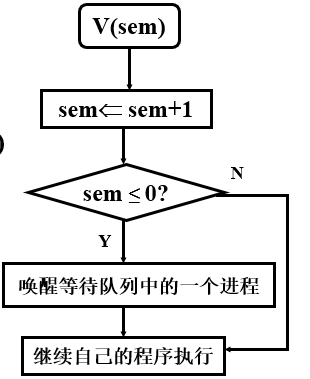 V(sem)
sem⇐ sem+1
)
sem ≤ 0?
N
Y
唤醒等待队列中的一个进程
继续自己的程序执行